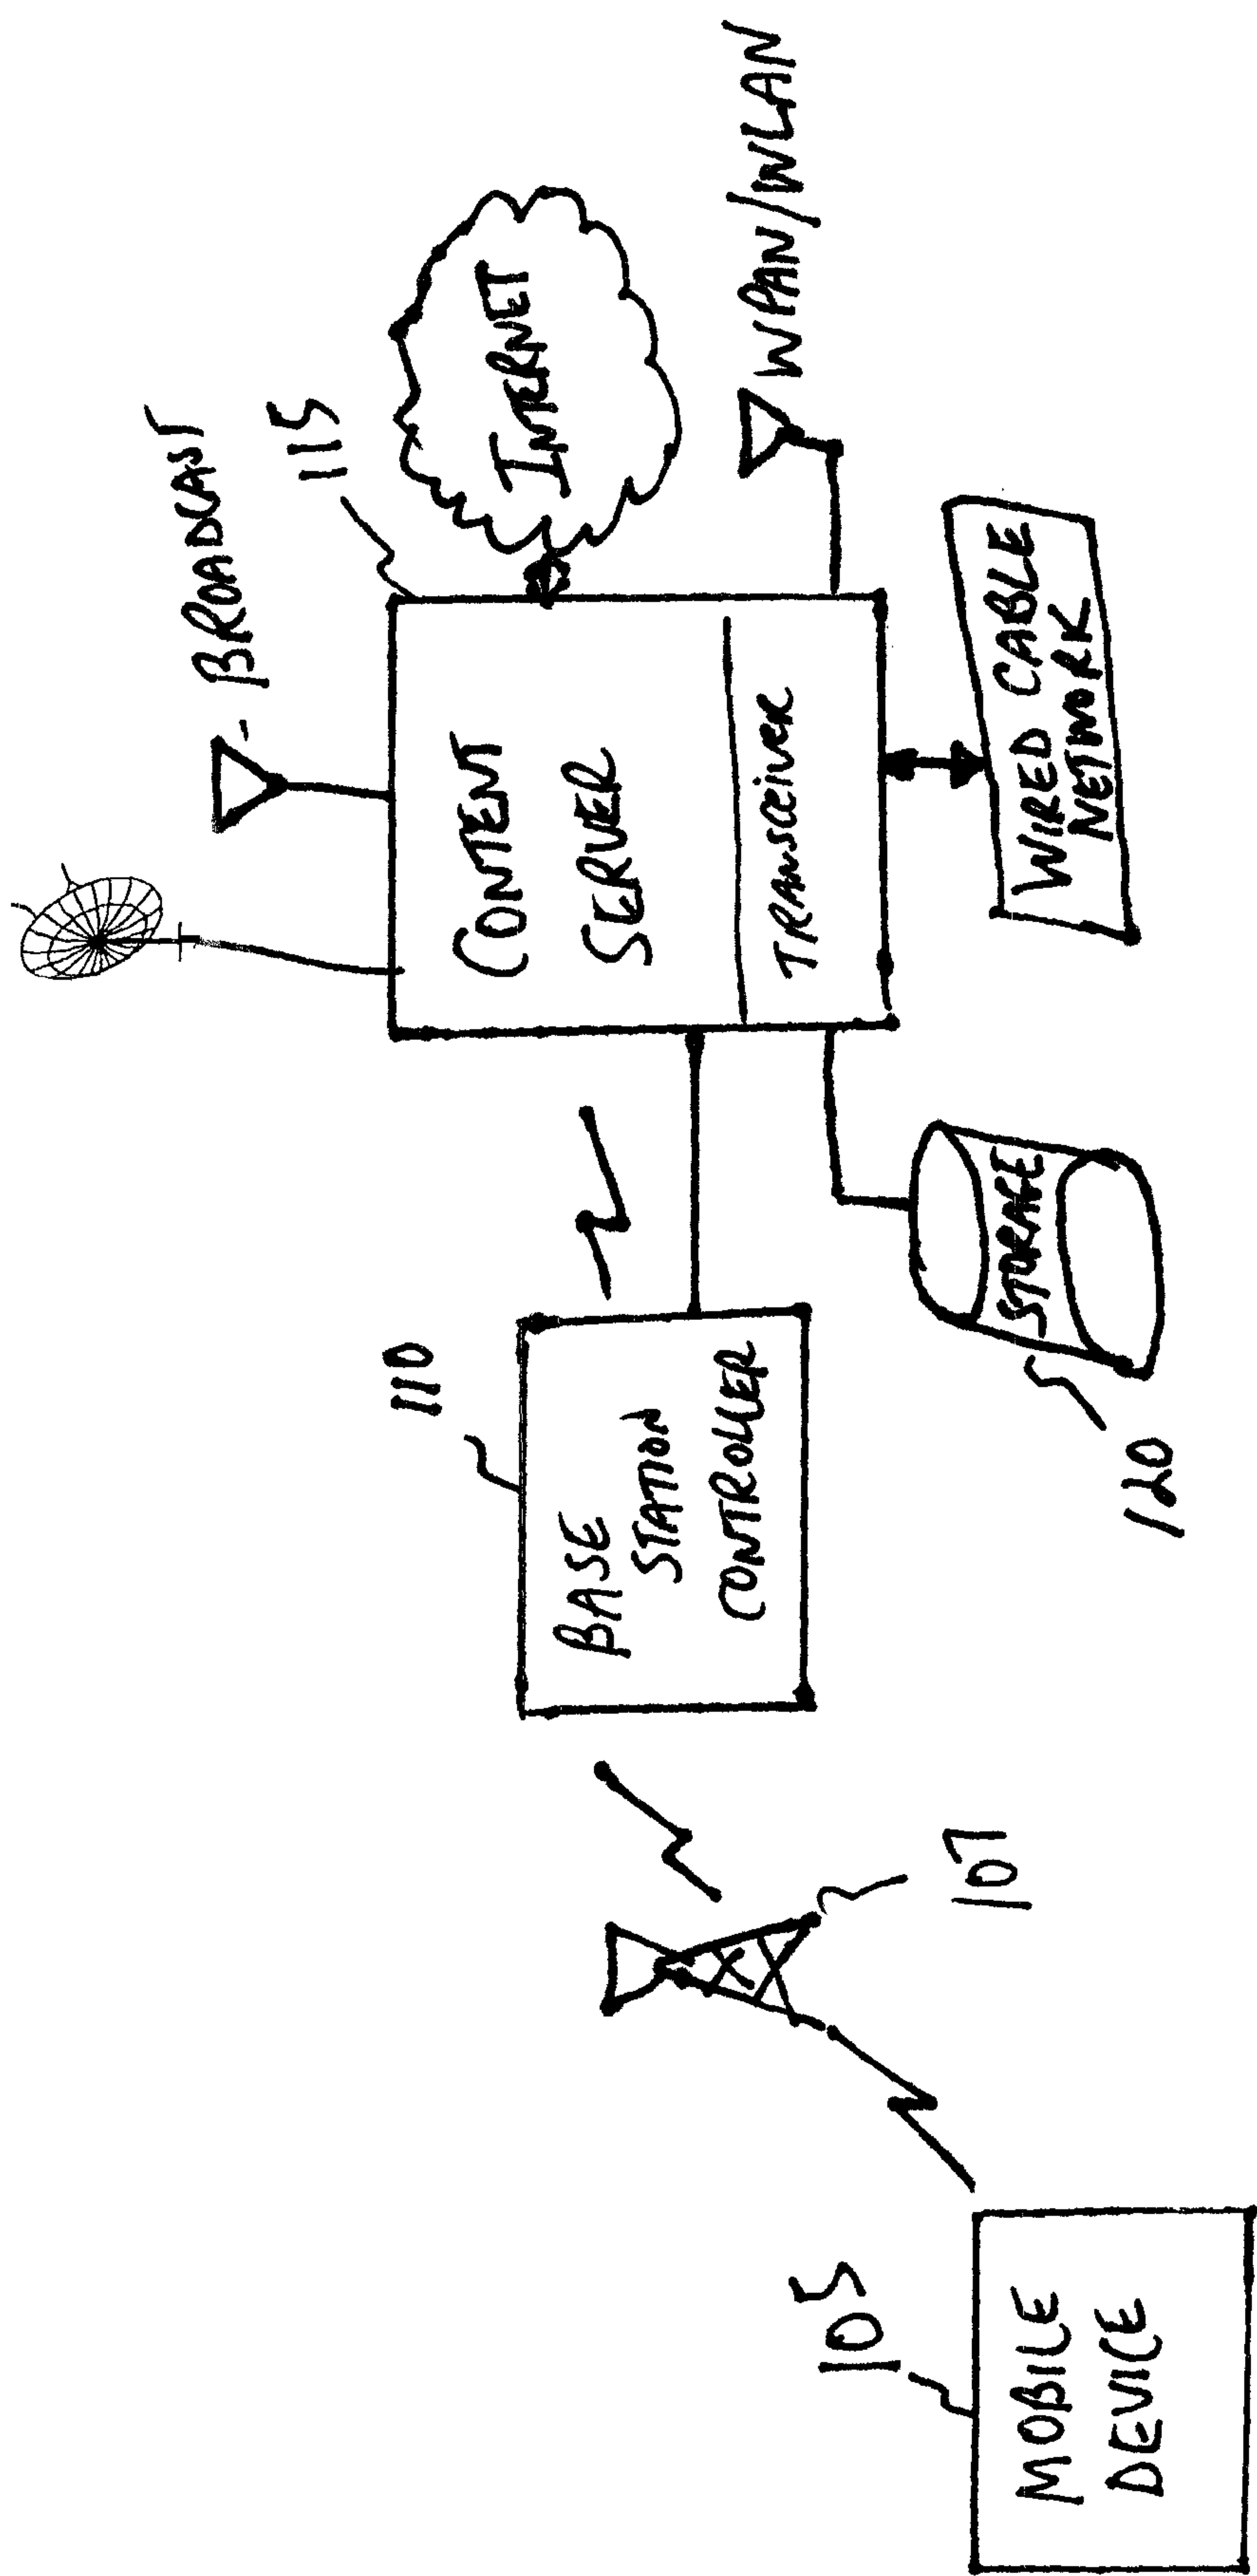 BROADCAST
115
CONTENT
SERVER
TRANSCEIVER
INTERNET
WPAN/WLAN
WIRED CABLE
NETWORK
110
BASE
STATION
CONTROLLER
STORAGE
120
107
105
MOBILE
DEVICE